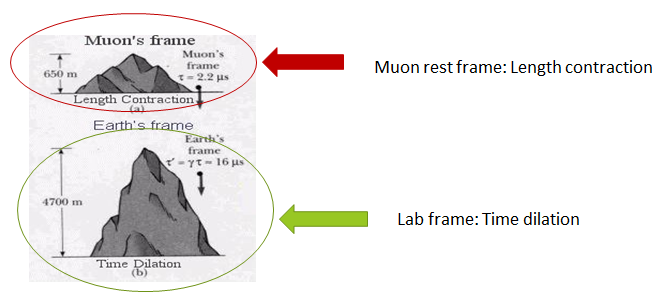 Muon's frame
Muon's
frame
τ = 2.2 μs
650 m
Length Contraction
(a)
Muon rest frame: Length contraction
Earth's frame
Earth's
frame
τ' = γτ = 16 μs
4700 m
Time Dilation
(b)
Lab frame: Time dilation